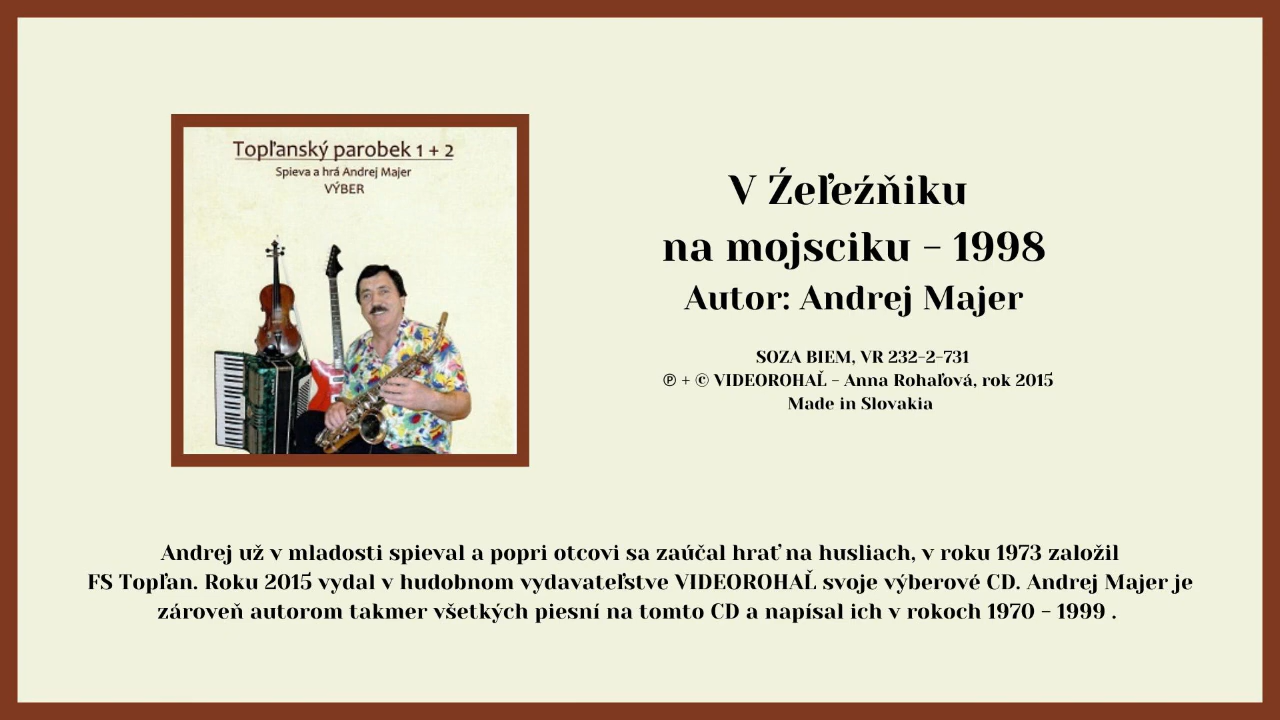 Topľanský parobek 1 + 2
Spieva a hrá Andrej Majer
VÝBER
V Źeľeźňiku
na mojsciku - 1998
Autor: Andrej Majer
SOZA BIEM, VR 232-2-731
℗ + © VIDEOROHAĽ - Anna Rohaľová, rok 2015
Made in Slovakia
Andrej už v mladosti spieval a popri otcovi sa zaúčal hrať na husliach, v roku 1973 založil
FS Topľan. Roku 2015 vydal v hudobnom vydavateľstve VIDEOROHAĽ svoje výberové CD. Andrej Majer je
zároveň autorom takmer všetkých piesní na tomto CD a napísal ich v rokoch 1970 - 1999 .